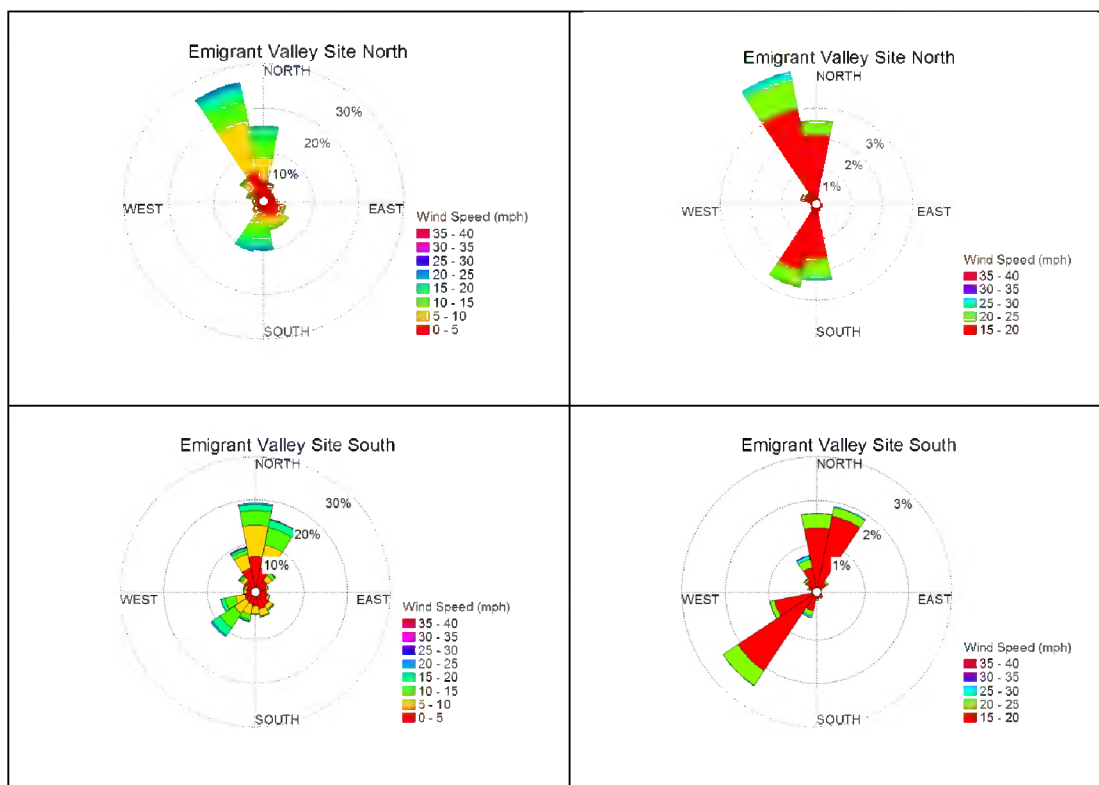 Emigrant Valley Site North
NORTH
30%
20%
10%
WEST
EAST
SOUTH
Wind Speed (mph)
35 - 40
30 - 35
25 - 30
20 - 25
15 - 20
10 - 15
5 - 10
0 - 5
Emigrant Valley Site North
NORTH
3%
2%
1%
WEST
EAST
SOUTH
Wind Speed (mph)
35 - 40
30 - 35
25 - 30
20 - 25
15 - 20
Emigrant Valley Site South
NORTH
30%
20%
10%
WEST
EAST
SOUTH
Wind Speed (mph)
35 - 40
30 - 35
25 - 30
20 - 25
15 - 20
10 - 15
5 - 10
0 - 5
Emigrant Valley Site South
NORTH
3%
2%
1%
WEST
EAST
SOUTH
Wind Speed (mph)
35 - 40
30 - 35
25 - 30
20 - 25
15 - 20